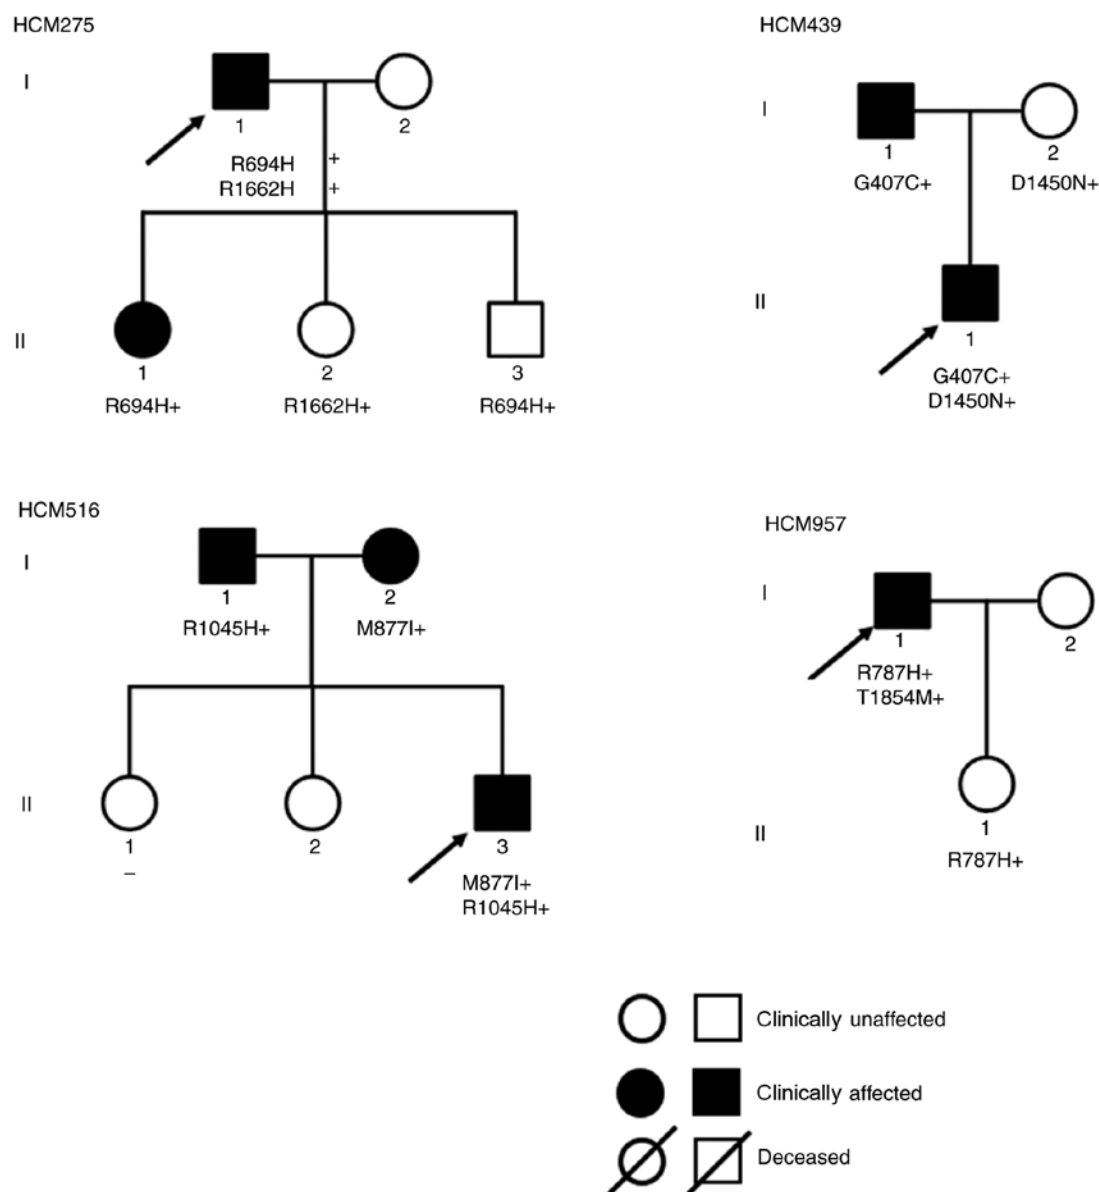 HCM275
I
1
2
R694H +
R1662H +
II
1
2
3
R694H+
R1662H+
R694H+
HCM439
I
1
2
G407C+
D1450N+
II
1
G407C+
D1450N+
HCM516
I
1
2
R1045H+
M877I+
II
1
2
3
–
M877I+
R1045H+
HCM957
I
1
2
R787H+
T1854M+
II
1
R787H+
Clinically unaffected
Clinically affected
Deceased